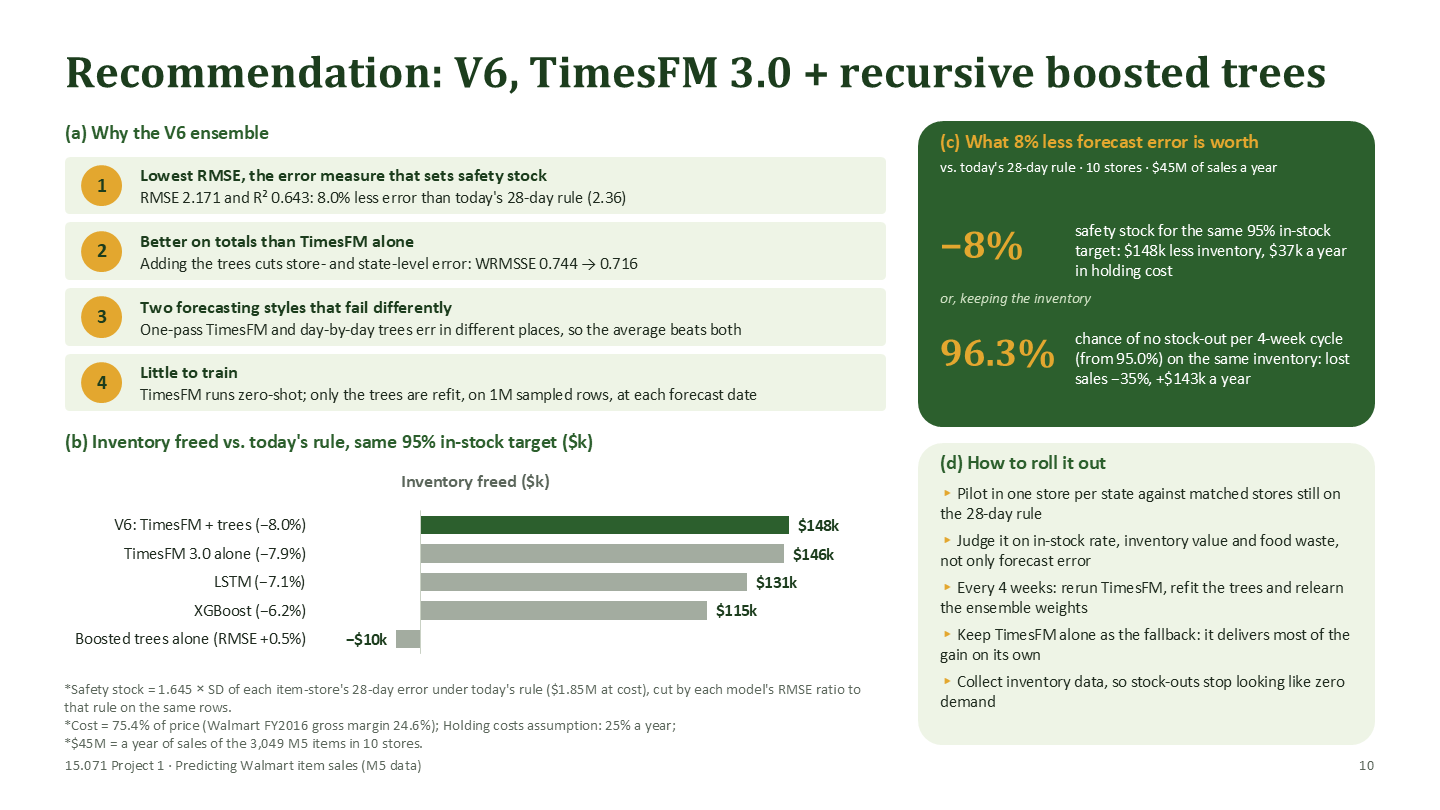 Recommendation: V6, TimesFM 3.0 + recursive boosted trees
(a) Why the V6 ensemble
1
Lowest RMSE, the error measure that sets safety stock
RMSE 2.171 and R² 0.643: 8.0% less error than today's 28-day rule (2.36)
2
Better on totals than TimesFM alone
Adding the trees cuts store- and state-level error: WRMSSE 0.744 → 0.716
3
Two forecasting styles that fail differently
One-pass TimesFM and day-by-day trees err in different places, so the average beats both
4
Little to train
TimesFM runs zero-shot; only the trees are refit, on 1M sampled rows, at each forecast date
(b) Inventory freed vs. today's rule, same 95% in-stock target ($k)
Inventory freed ($k)
V6: TimesFM + trees (−8.0%)
$148k
TimesFM 3.0 alone (−7.9%)
$146k
LSTM (−7.1%)
$131k
XGBoost (−6.2%)
$115k
Boosted trees alone (RMSE +0.5%)
−$10k
*Safety stock = 1.645 × SD of each item-store's 28-day error under today's rule ($1.85M at cost), cut by each model's RMSE ratio to
that rule on the same rows.
*Cost = 75.4% of price (Walmart FY2016 gross margin 24.6%); Holding costs assumption: 25% a year;
*$45M = a year of sales of the 3,049 M5 items in 10 stores.
(c) What 8% less forecast error is worth
vs. today's 28-day rule · 10 stores · $45M of sales a year
−8%
safety stock for the same 95% in-stock
target: $148k less inventory, $37k a year
in holding cost
or, keeping the inventory
96.3%
chance of no stock-out per 4-week cycle
(from 95.0%) on the same inventory: lost
sales −35%, +$143k a year
(d) How to roll it out
▸ Pilot in one store per state against matched stores still on
the 28-day rule
▸ Judge it on in-stock rate, inventory value and food waste,
not only forecast error
▸ Every 4 weeks: rerun TimesFM, refit the trees and relearn
the ensemble weights
▸ Keep TimesFM alone as the fallback: it delivers most of the
gain on its own
▸ Collect inventory data, so stock-outs stop looking like zero
demand
15.071 Project 1 · Predicting Walmart item sales (M5 data)
10